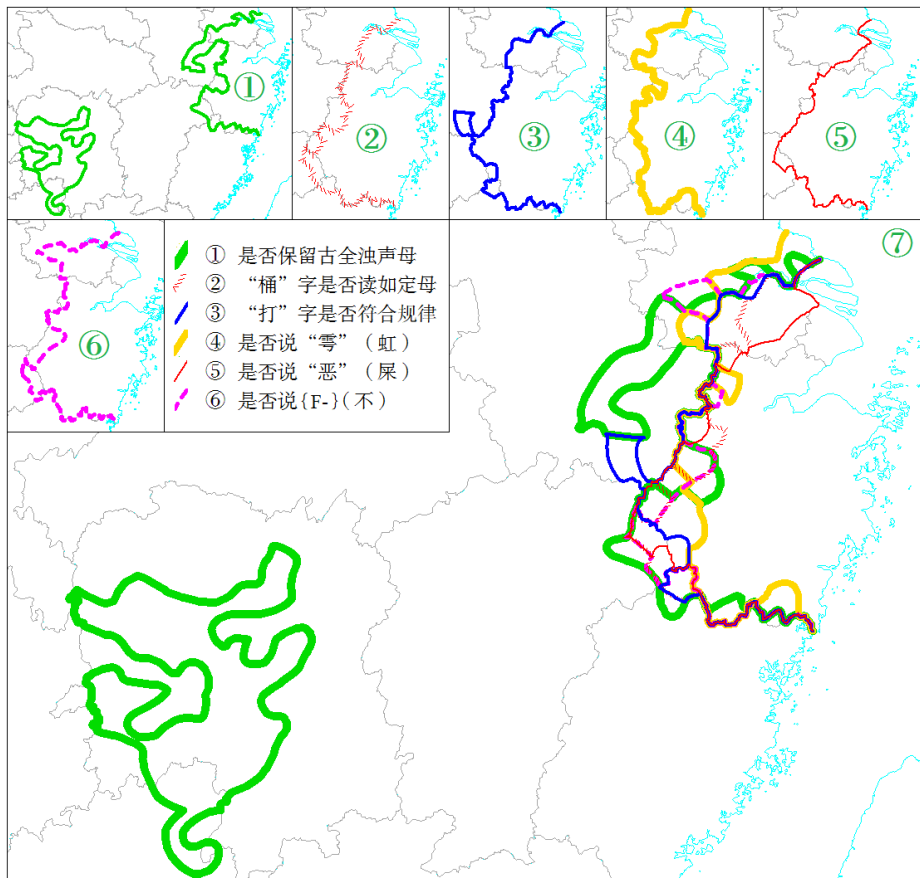 ①
②
③
④
⑤
⑥
⑦
① 是否保留古全浊声母
② “桶”字是否读如定母
③ “打”字是否符合规律
④ 是否说“雩”（虹）
⑤ 是否说“恶”（屎）
⑥ 是否说{F-}(不)